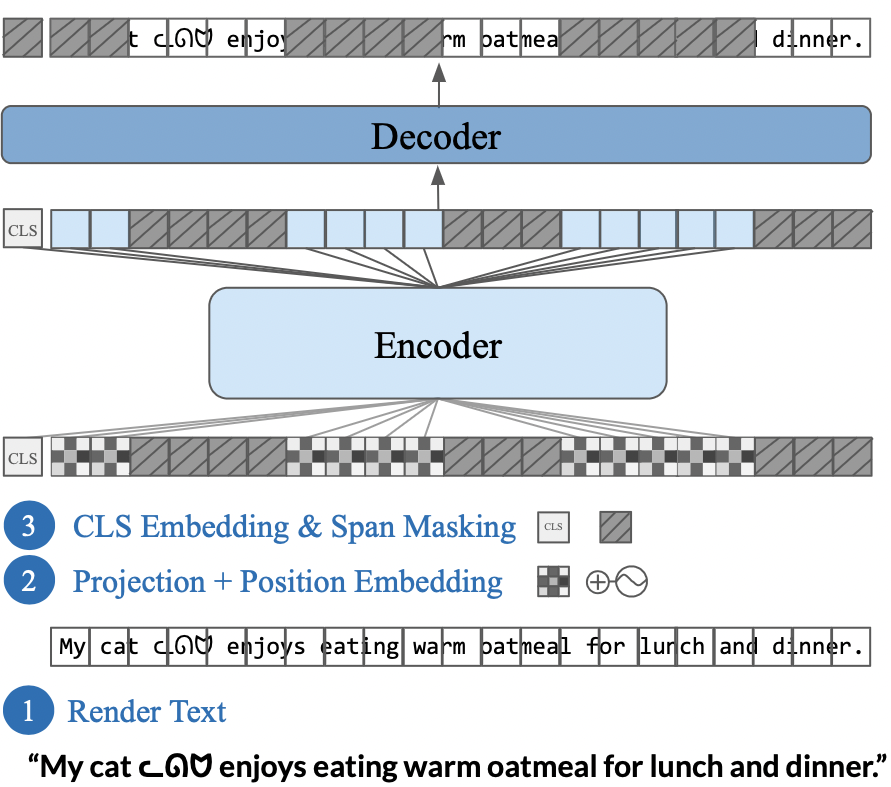 t ᓚᘏᗢ enjoy rm oatmea dinner.
Decoder
CLS
Encoder
CLS
3 CLS Embedding & Span Masking CLS
2 Projection + Position Embedding
My cat ᓚᘏᗢ enjoys eating warm oatmeal for lunch and dinner.
1 Render Text
“My cat ᓚᘏᗢ enjoys eating warm oatmeal for lunch and dinner.”